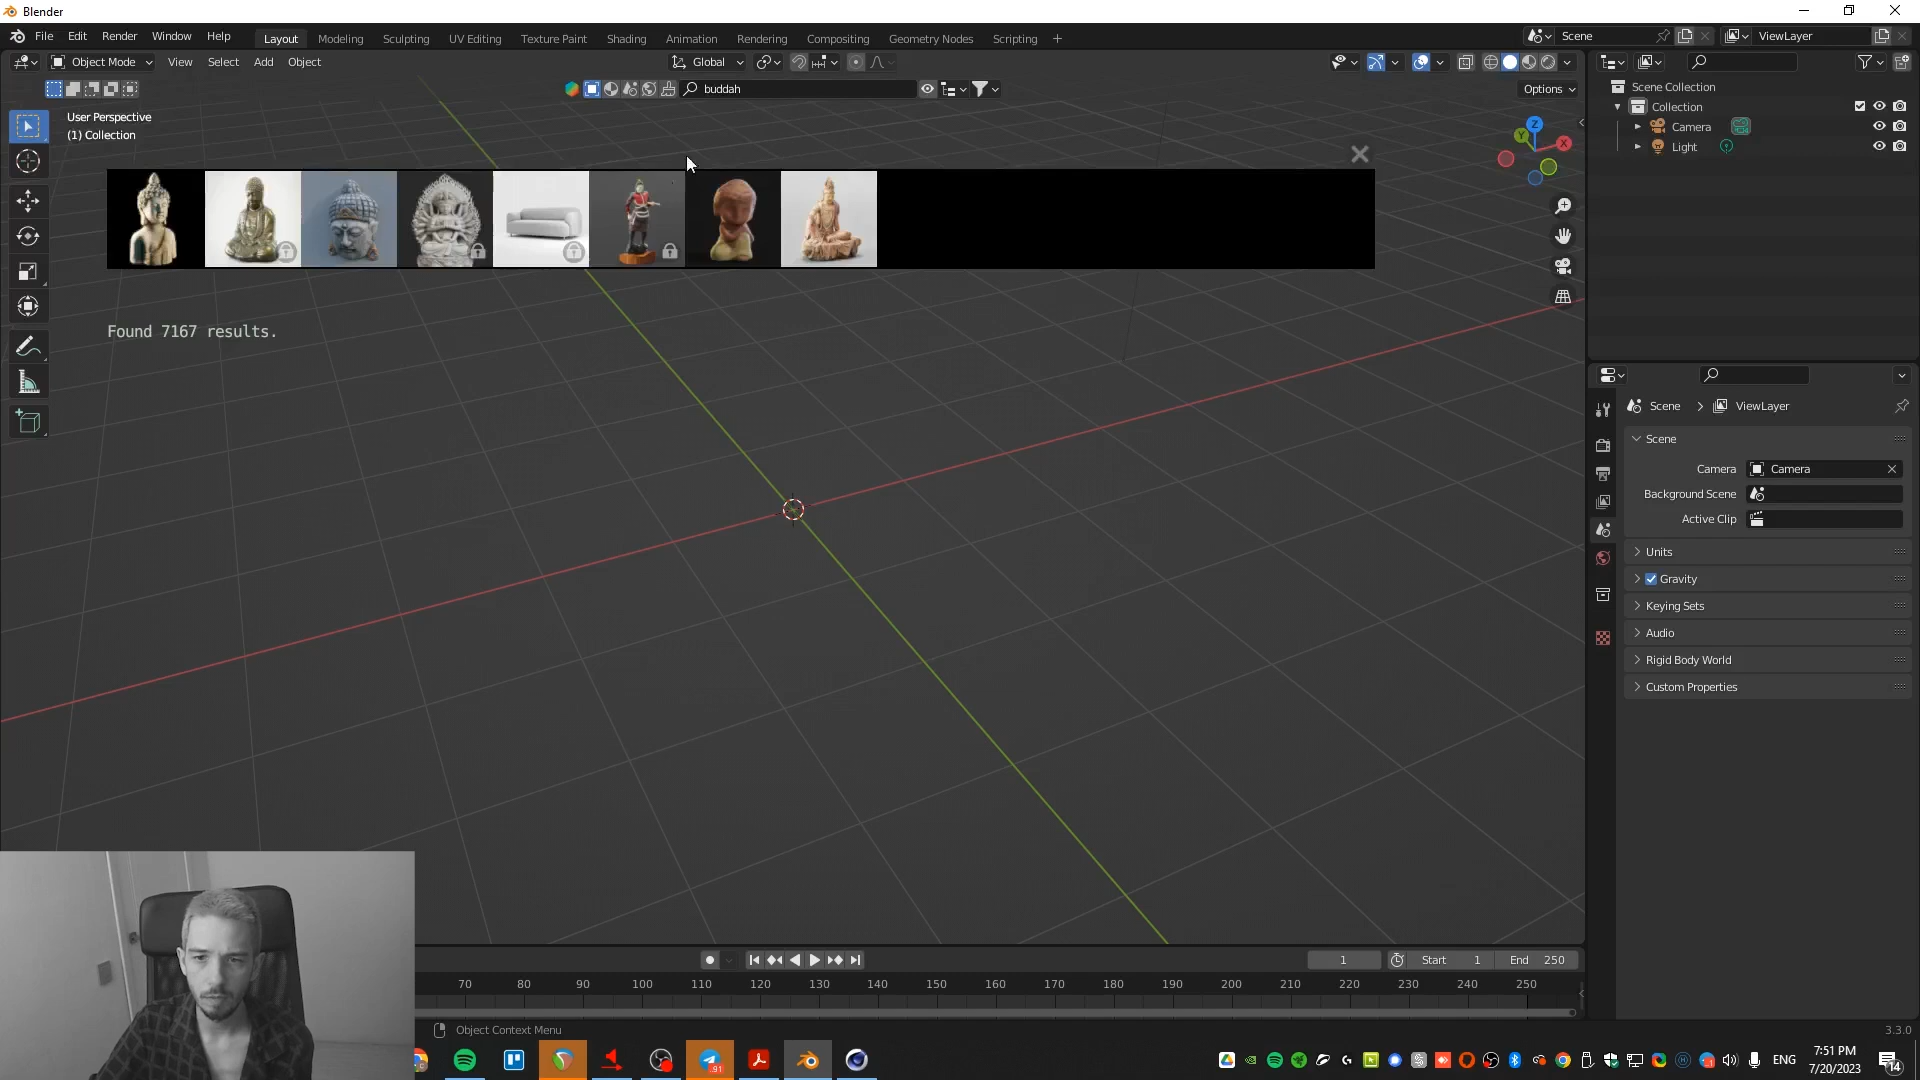 Blender
File Edit Render Window Help
Layout Modeling Sculpting UV Editing Texture Paint Shading Animation Rendering Compositing Geometry Nodes Scripting +
Scene
ViewLayer
Object Mode View Select Add Object
Global
buddah
Options
User Perspective
(1) Collection
Z
Y
X
Found 7167 results.
Scene Collection
Collection
Camera
Light
Scene > ViewLayer
Scene
Camera Camera
Background Scene
Active Clip
Units
Gravity
Keying Sets
Audio
Rigid Body World
Custom Properties
1 Start 1 End 250
70 80 90 100 110 120 130 140 150 160 170 180 190 200 210 220 230 240 250
Object Context Menu
3.3.0
91
ENG
7:51 PM
7/20/2023
14